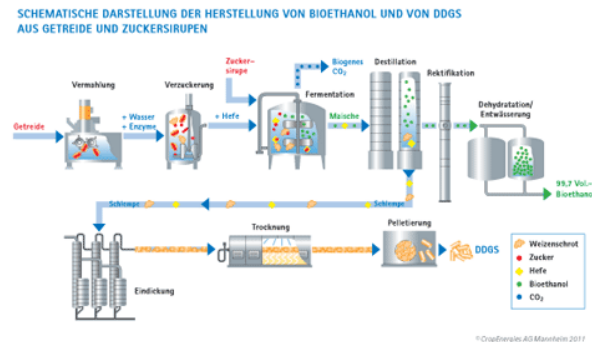 SCHEMATISCHE DARSTELLUNG DER HERSTELLUNG VON BIOETHANOL UND VON DDGS
AUS GETREIDE UND ZUCKERSIRUPEN
Vermahlung
Verzuckerung
Zucker-
sirupe
Biogenes
CO₂
Fermentation
Destillation
Rektifikation
Dehydratation/
Entwässerung
Getreide
+ Wasser
+ Enzyme
+ Hefe
Maische
99,7 Vol.-
Bioethano
Schlempe
Schlempe
Trocknung
Pelletierung
DDGS
Eindickung
Weizenschrot
Zucker
Hefe
Bioethanol
CO₂
© CropEnergies AG Mannheim 2011